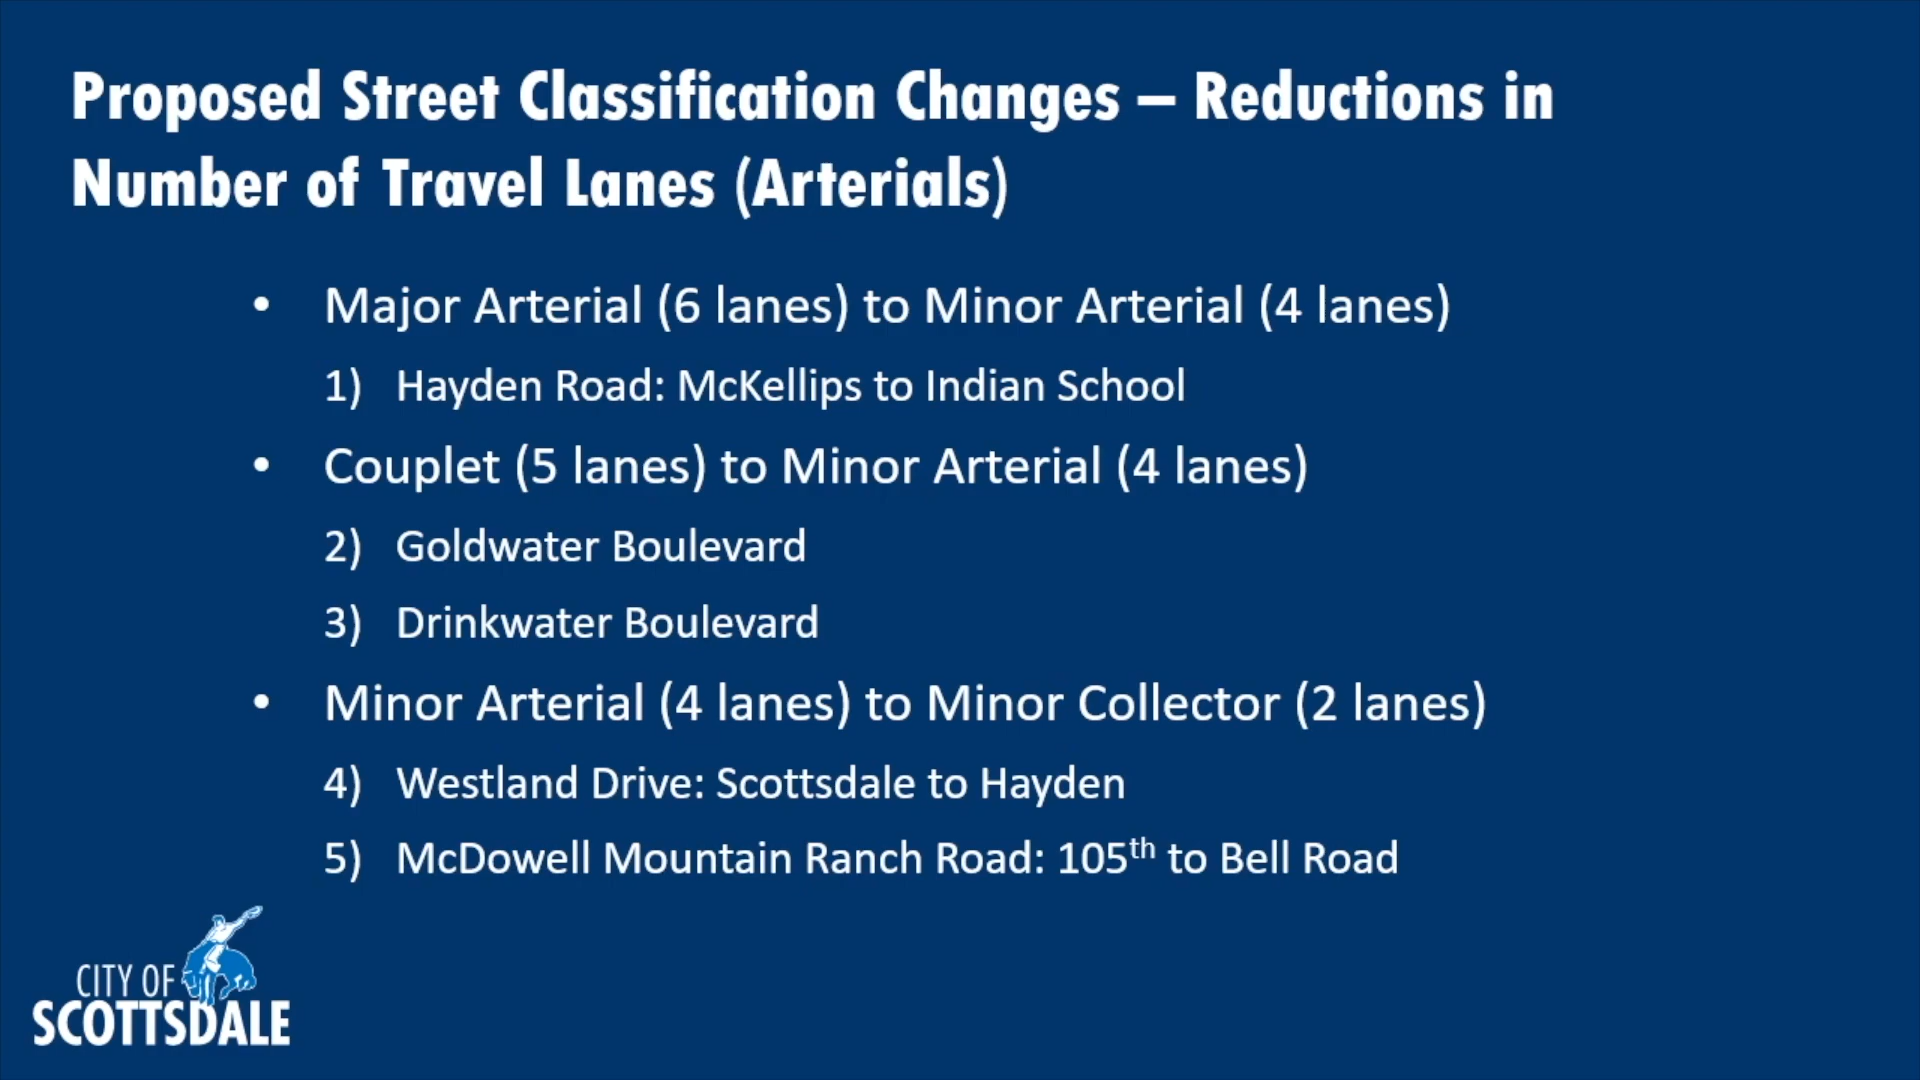 Proposed Street Classification Changes – Reductions in
Number of Travel Lanes (Arterials)
• Major Arterial (6 lanes) to Minor Arterial (4 lanes)
1) Hayden Road: McKellips to Indian School
• Couplet (5 lanes) to Minor Arterial (4 lanes)
2) Goldwater Boulevard
3) Drinkwater Boulevard
• Minor Arterial (4 lanes) to Minor Collector (2 lanes)
4) Westland Drive: Scottsdale to Hayden
5) McDowell Mountain Ranch Road: 105th to Bell Road
CITY OF
SCOTTSDALE